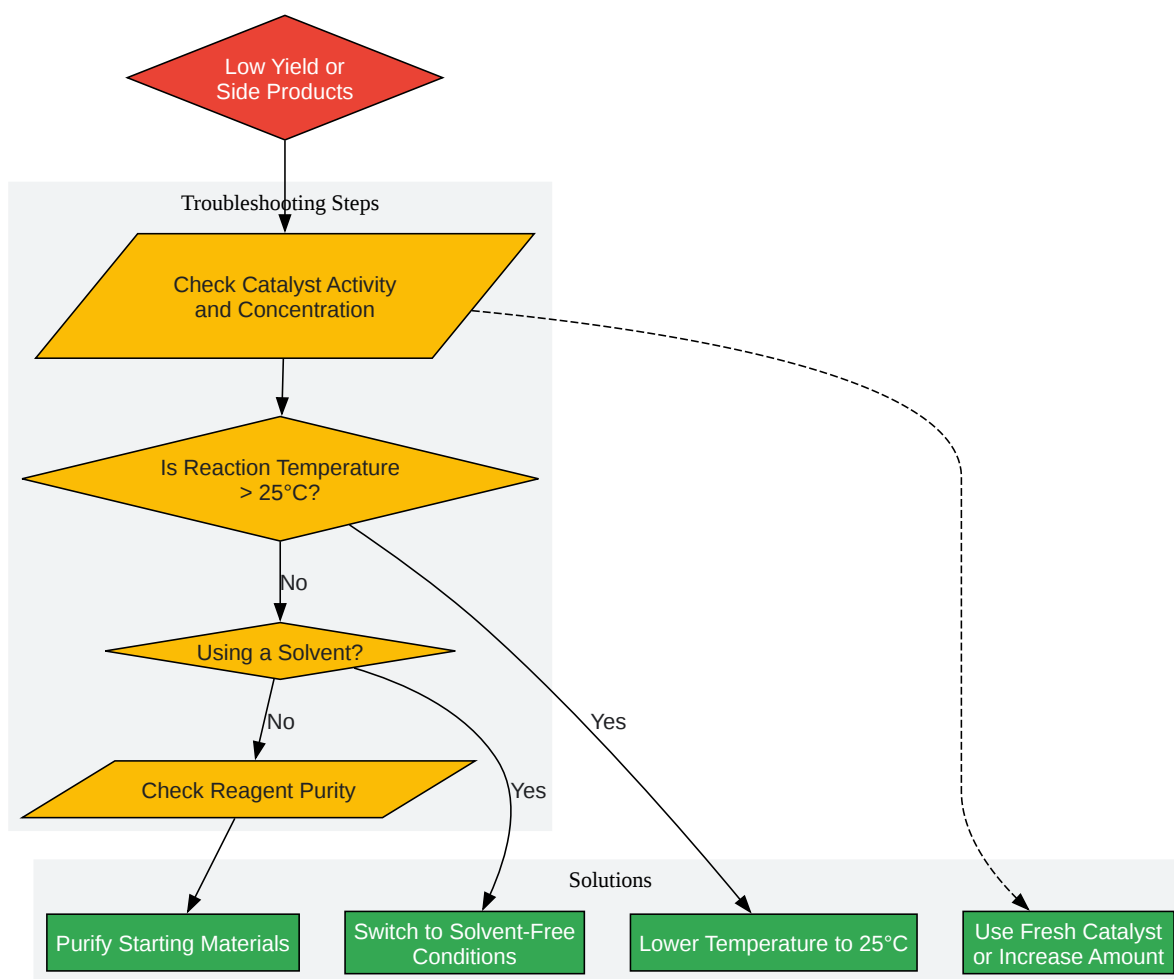 Low Yield or
Side Products
Troubleshooting Steps
Check Catalyst Activity
and Concentration
Is Reaction Temperature
> 25°C?
No
Using a Solvent?
No
Yes
Check Reagent Purity
Yes
Solutions
Purify Starting Materials
Switch to Solvent-Free
Conditions
Lower Temperature to 25°C
Use Fresh Catalyst
or Increase Amount